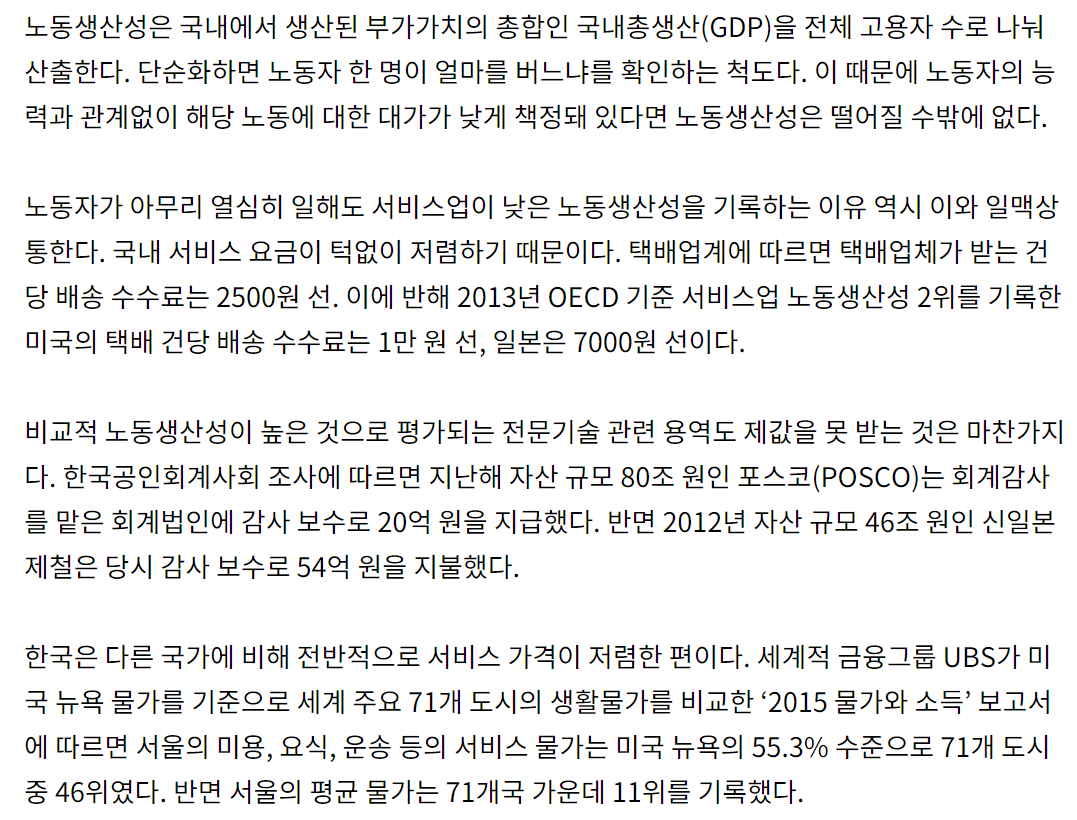 노동생산성은 국내에서 생산된 부가가치의 총합인 국내총생산(GDP)을 전체 고용자 수로 나눠
산출한다. 단순화하면 노동자 한 명이 얼마를 버느냐를 확인하는 척도다. 이 때문에 노동자의 능
력과 관계없이 해당 노동에 대한 대가가 낮게 책정돼 있다면 노동생산성은 떨어질 수밖에 없다.
노동자가 아무리 열심히 일해도 서비스업이 낮은 노동생산성을 기록하는 이유 역시 이와 일맥상
통한다. 국내 서비스 요금이 턱없이 저렴하기 때문이다. 택배업계에 따르면 택배업체가 받는 건
당 배송 수수료는 2500원 선. 이에 반해 2013년 OECD 기준 서비스업 노동생산성 2위를 기록한
미국의 택배 건당 배송 수수료는 1만 원 선, 일본은 7000원 선이다.
비교적 노동생산성이 높은 것으로 평가되는 전문기술 관련 용역도 제값을 못 받는 것은 마찬가지
다. 한국공인회계사회 조사에 따르면 지난해 자산 규모 80조 원인 포스코(POSCO)는 회계감사
를 맡은 회계법인에 감사 보수로 20억 원을 지급했다. 반면 2012년 자산 규모 46조 원인 신일본
제철은 당시 감사 보수로 54억 원을 지불했다.
한국은 다른 국가에 비해 전반적으로 서비스 가격이 저렴한 편이다. 세계적 금융그룹 UBS가 미
국 뉴욕 물가를 기준으로 세계 주요 71개 도시의 생활물가를 비교한 ‘2015 물가와 소득’ 보고서
에 따르면 서울의 미용, 요식, 운송 등의 서비스 물가는 미국 뉴욕의 55.3% 수준으로 71개 도시
중 46위였다. 반면 서울의 평균 물가는 71개국 가운데 11위를 기록했다.